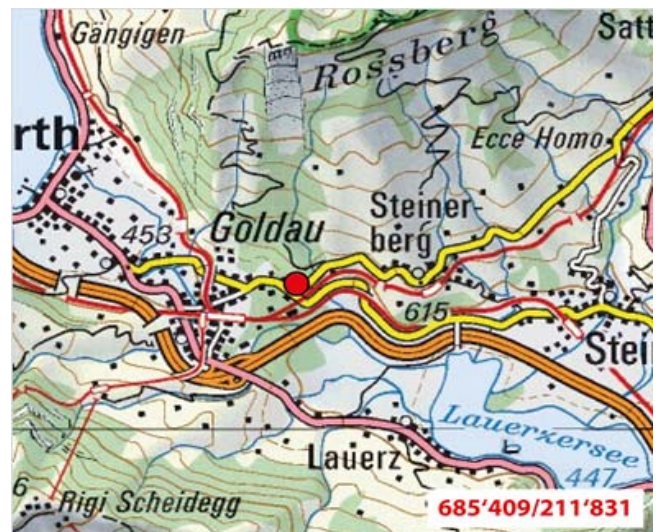 Gängigen
Rossberg
Satt
rth
Ecce Homo
Goldau
Steiner-
berg
453
615
Stei
Lauerzersee
Lauerz
447
6
Rigi Scheidegg
685'409/211'831